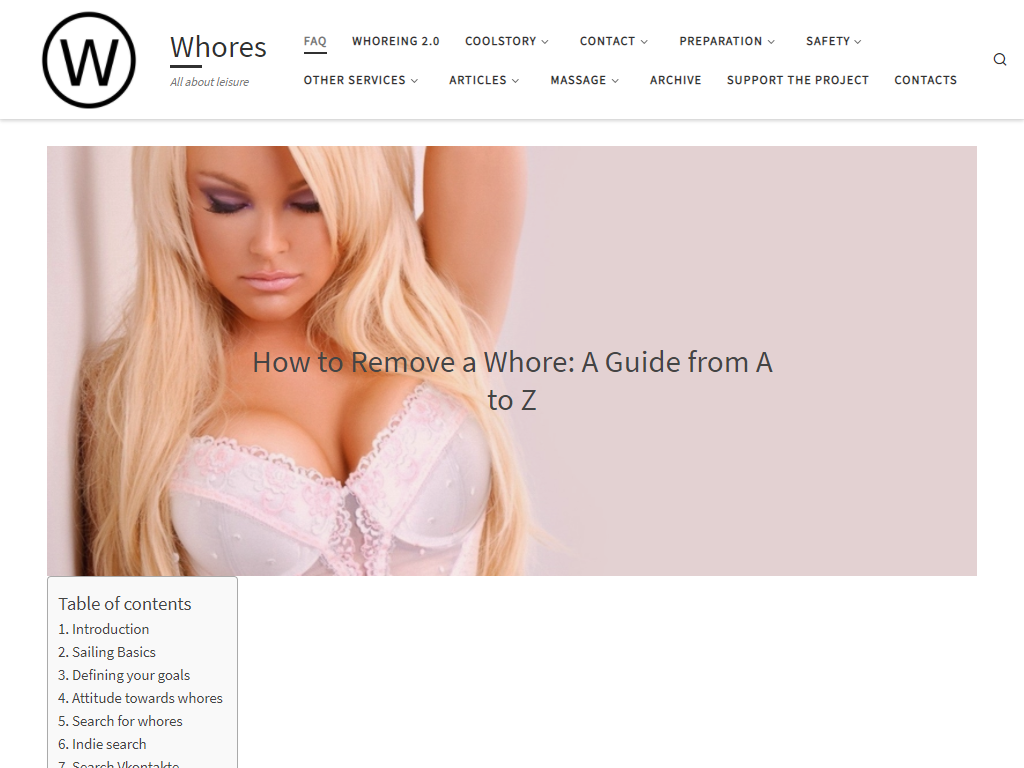 W
Whores
All about leisure
FAQ
WHOREING 2.0
COOLSTORY
CONTACT
PREPARATION
SAFETY
OTHER SERVICES
ARTICLES
MASSAGE
ARCHIVE
SUPPORT THE PROJECT
CONTACTS
How to Remove a Whore: A Guide from A
to Z
Table of contents
1. Introduction
2. Sailing Basics
3. Defining your goals
4. Attitude towards whores
5. Search for whores
6. Indie search
7. Search Vkontakte